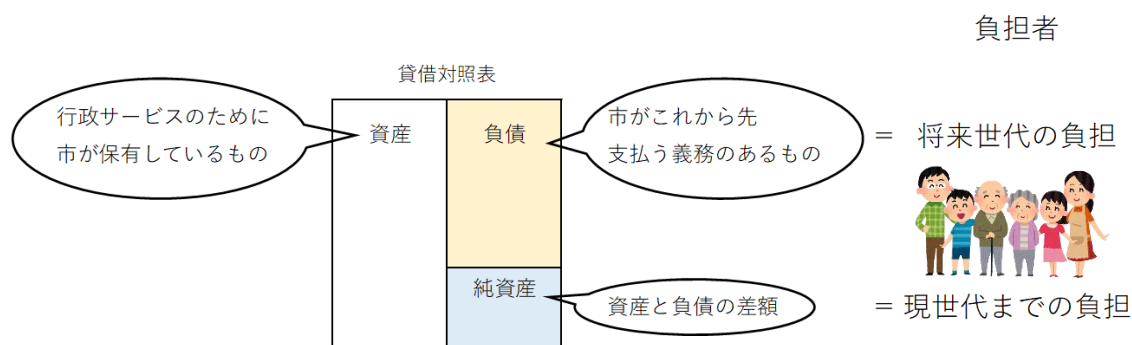 負担者
貸借対照表
行政サービスのために
市が保有しているもの
資産
負債
市がこれから先
支払う義務のあるもの
= 将来世代の負担
純資産
資産と負債の差額
= 現世代までの負担